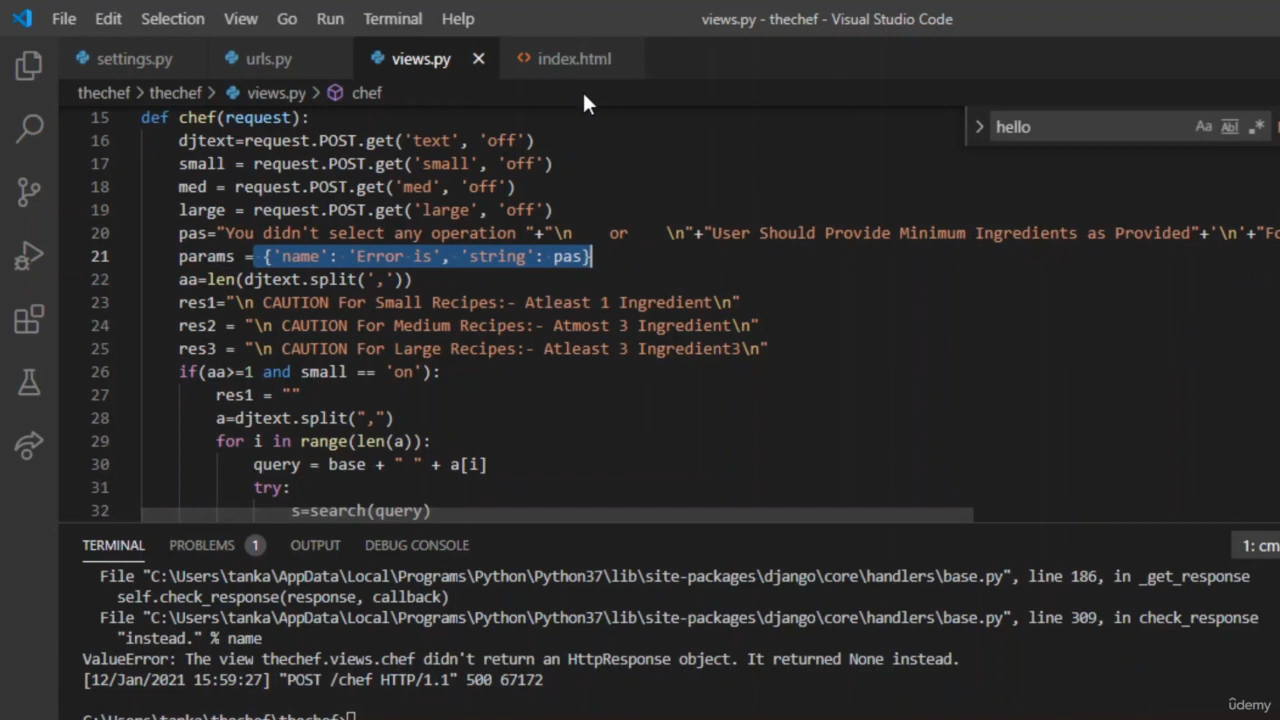 File Edit Selection View Go Run Terminal Help views.py - thechef - Visual Studio Code
settings.py urls.py views.py index.html
thechef > thechef > views.py > chef
hello Aa Abl .*
15 def chef(request):
16 djtext=request.POST.get('text', 'off')
17 small = request.POST.get('small', 'off')
18 med = request.POST.get('med', 'off')
19 large = request.POST.get('large', 'off')
20 pas="You didn't select any operation "+"\n    or    \n"+"User Should Provide Minimum Ingredients as Provided"+'\n'+"Fo
21 params = {'name': 'Error is', 'string': pas}
22 aa=len(djtext.split(','))
23 res1="\n CAUTION For Small Recipes:- Atleast 1 Ingredient\n"
24 res2 = "\n CAUTION For Medium Recipes:- Atmost 3 Ingredient\n"
25 res3 = "\n CAUTION For Large Recipes:- Atleast 3 Ingredient3\n"
26 if(aa>=1 and small == 'on'):
27 res1 = ""
28 a=djtext.split(",")
29 for i in range(len(a)):
30 query = base + " " + a[i]
31 try:
32 s=search(query)
TERMINAL PROBLEMS 1 OUTPUT DEBUG CONSOLE 1: cm
File "C:\Users\tanka\AppData\Local\Programs\Python\Python37\lib\site-packages\django\core\handlers\base.py", line 186, in _get_response
self.check_response(response, callback)
File "C:\Users\tanka\AppData\Local\Programs\Python\Python37\lib\site-packages\django\core\handlers\base.py", line 309, in check_response
"instead." % name
ValueError: The view thechef.views.chef didn't return an HttpResponse object. It returned None instead.
[12/Jan/2021 15:59:27] "POST /chef HTTP/1.1" 500 67172
C:\Users\tanka\thechef\thechef>
ûdemy